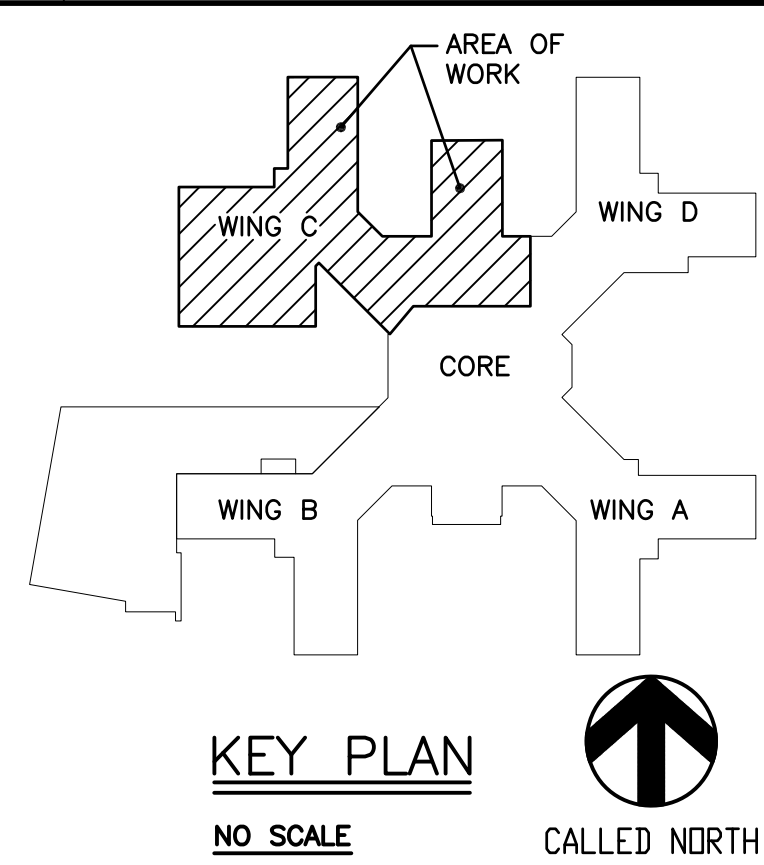 AREA OF
WORK
WING D
WING C
CORE
WING B
WING A
KEY PLAN
NO SCALE
CALLED NORTH